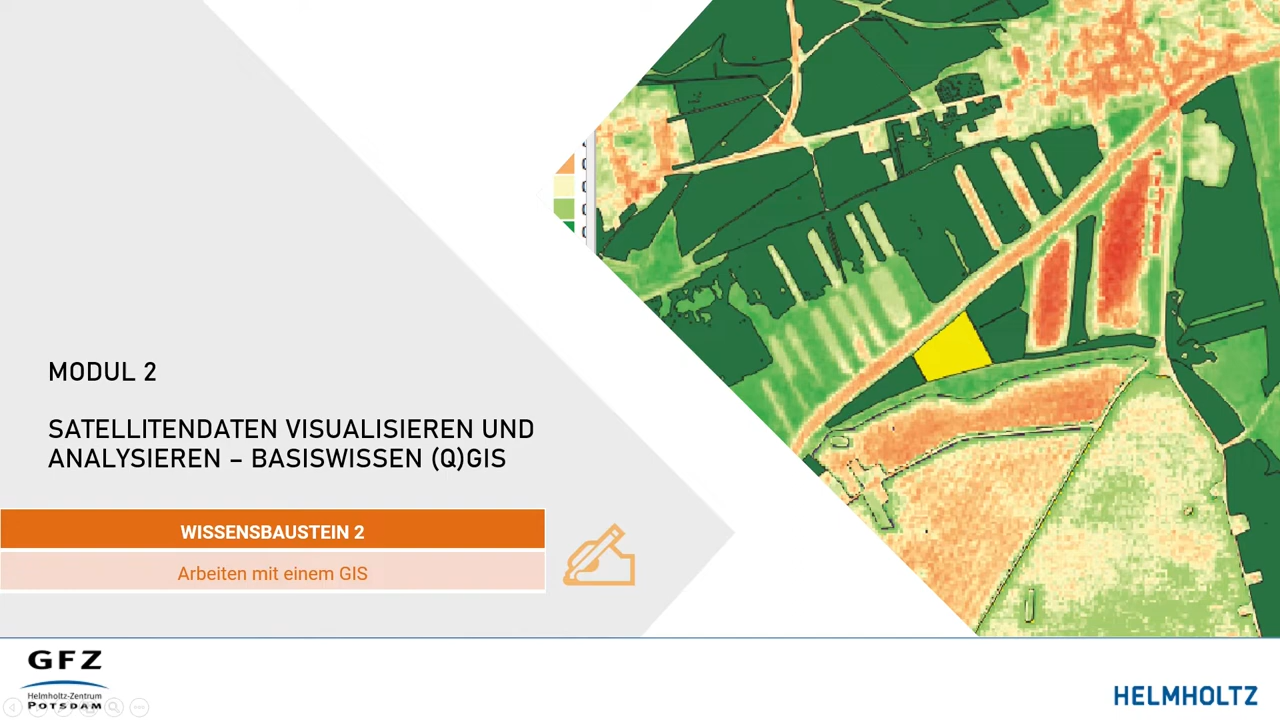 MODUL 2
SATELLITENDATEN VISUALISIEREN UND
ANALYSIEREN – BASISWISSEN (Q)GIS
WISSENSBAUSTEIN 2
Arbeiten mit einem GIS
GFZ
Helmholtz-Zentrum
POTSDAM
HELMHOLTZ